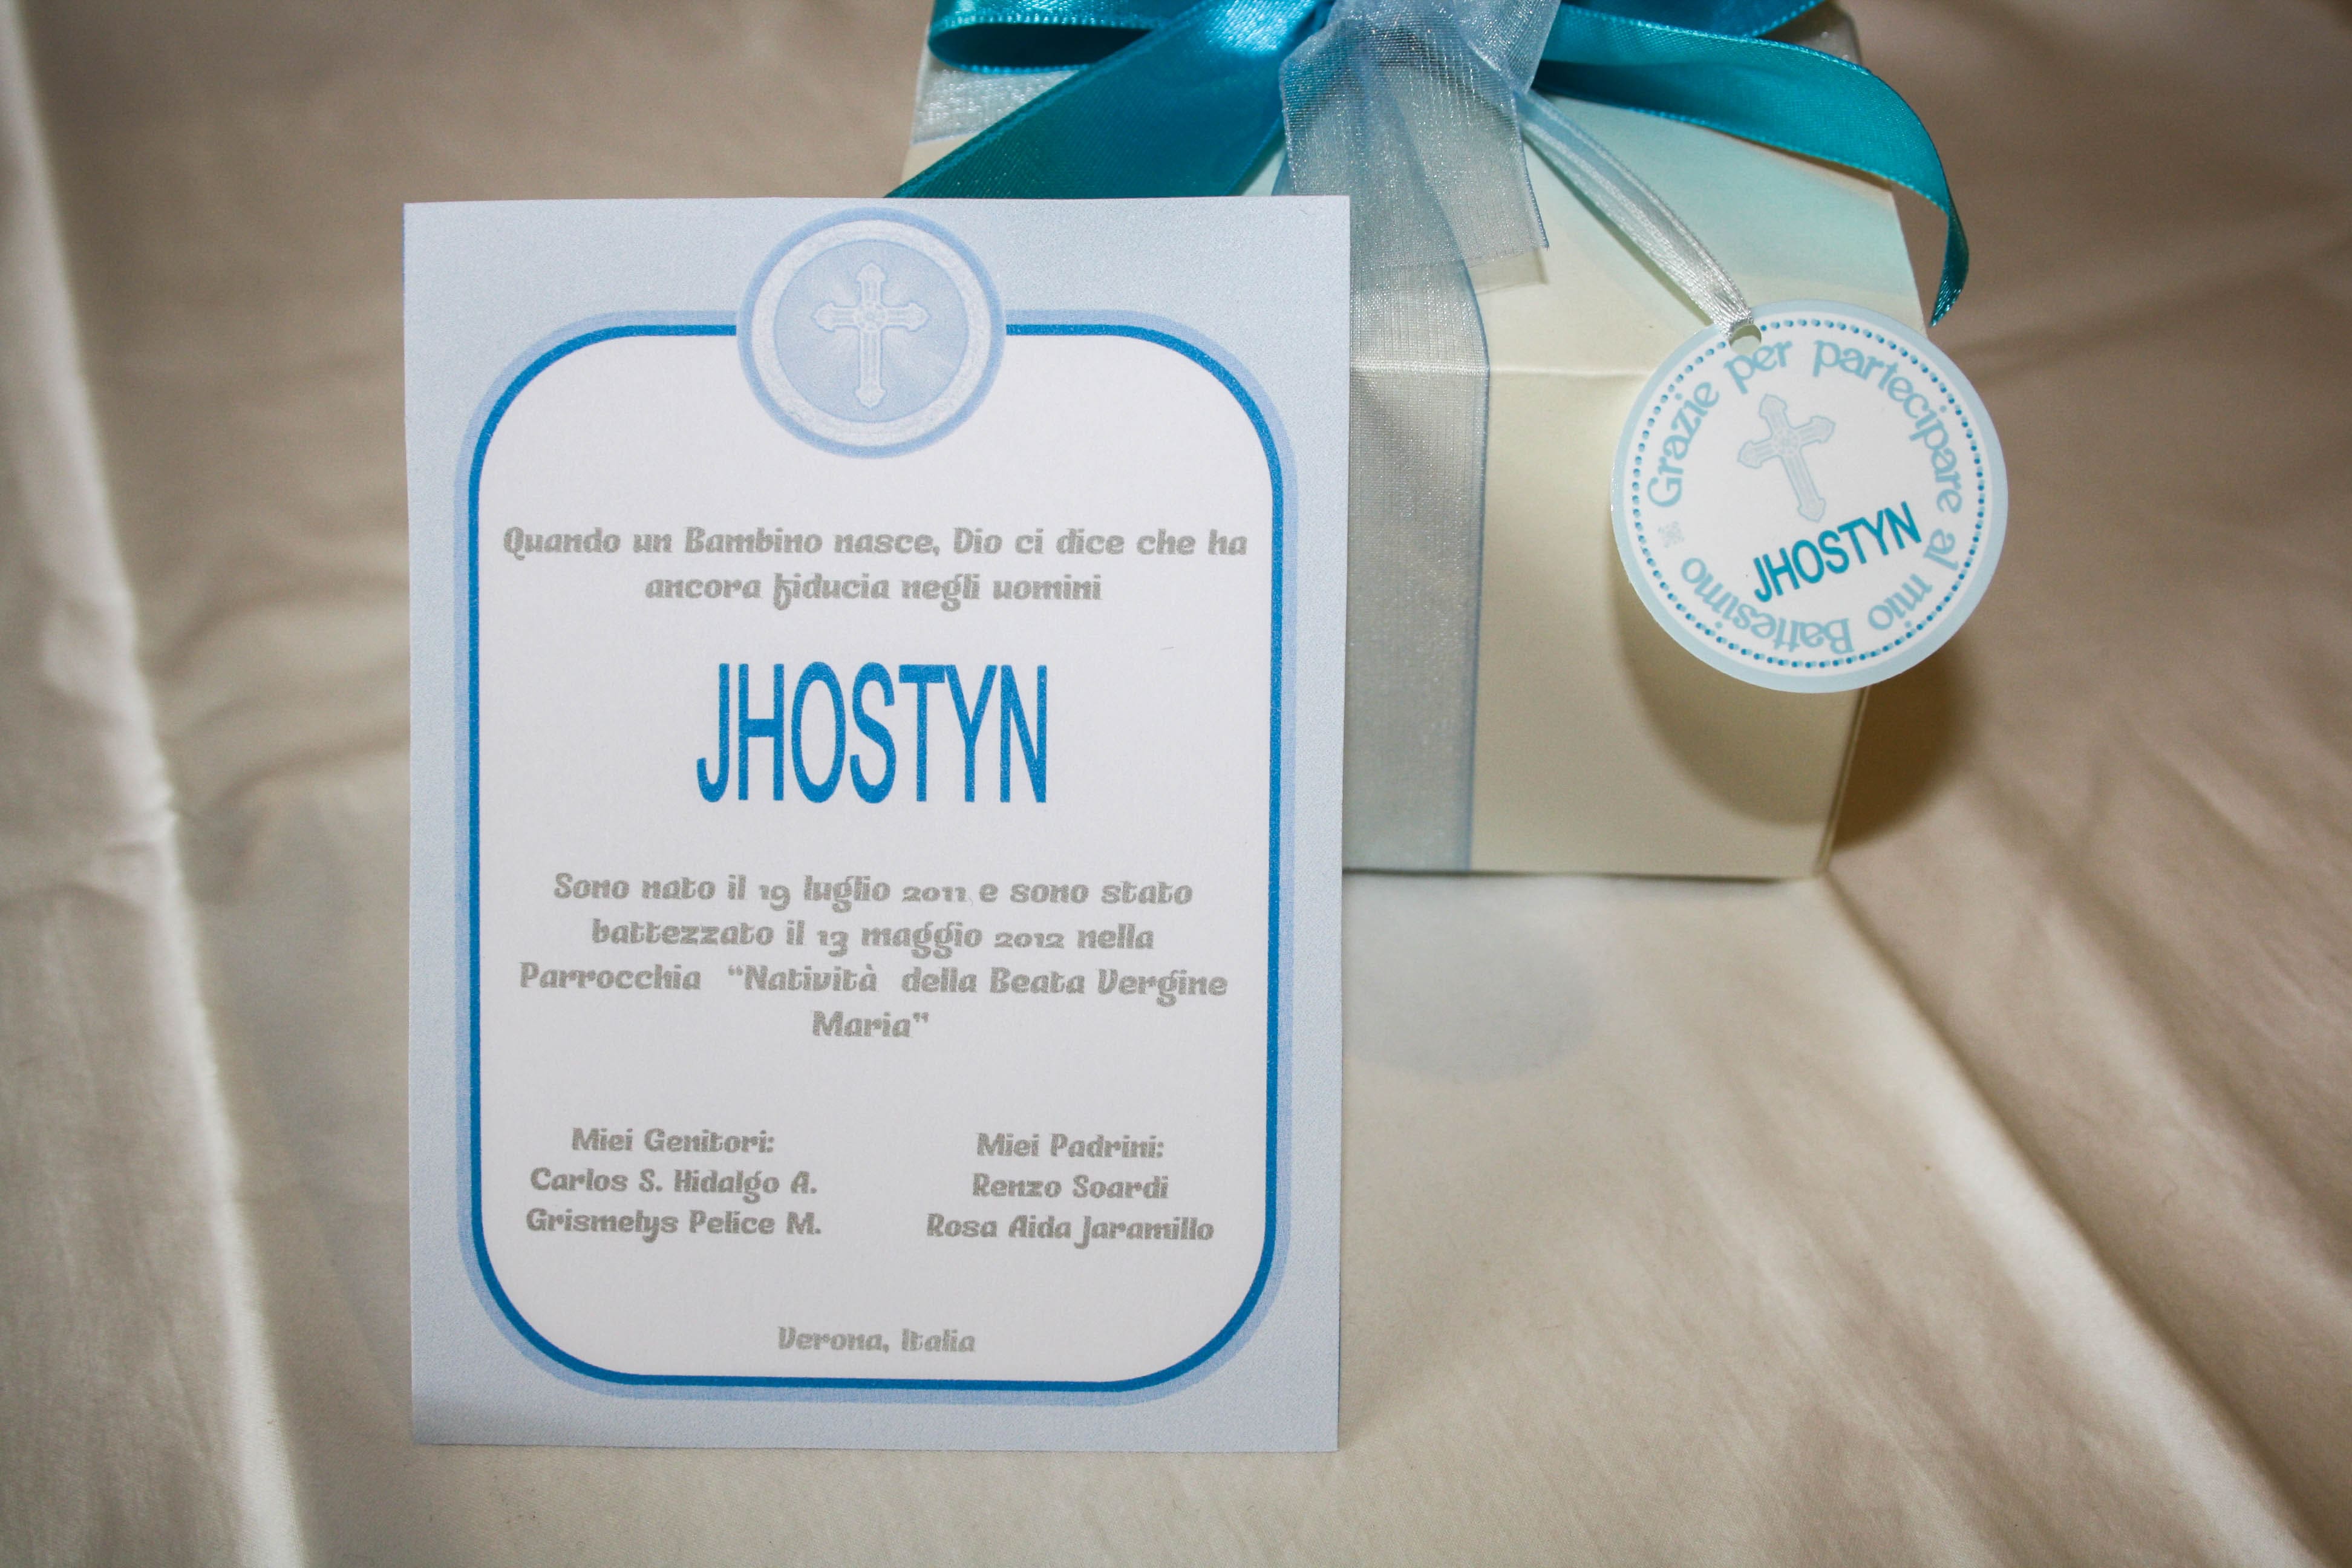 Quando un Bambino nasce, Dio ci dice che ha
ancora fiducia negli uomini
JHOSTYN
Sono nato il 19 luglio 2011 e sono stato
battezzato il 13 maggio 2012 nella
Parrocchia "Natività della Beata Vergine
Maria"
Miei Genitori:
Carlos S. Hidalgo A.
Grismelys Pelice M.
Miei Padrini:
Renzo Soardi
Rosa Aida Jaramillo
Verona, Italia
Grazie per partecipare al mio Battesimo
JHOSTYN